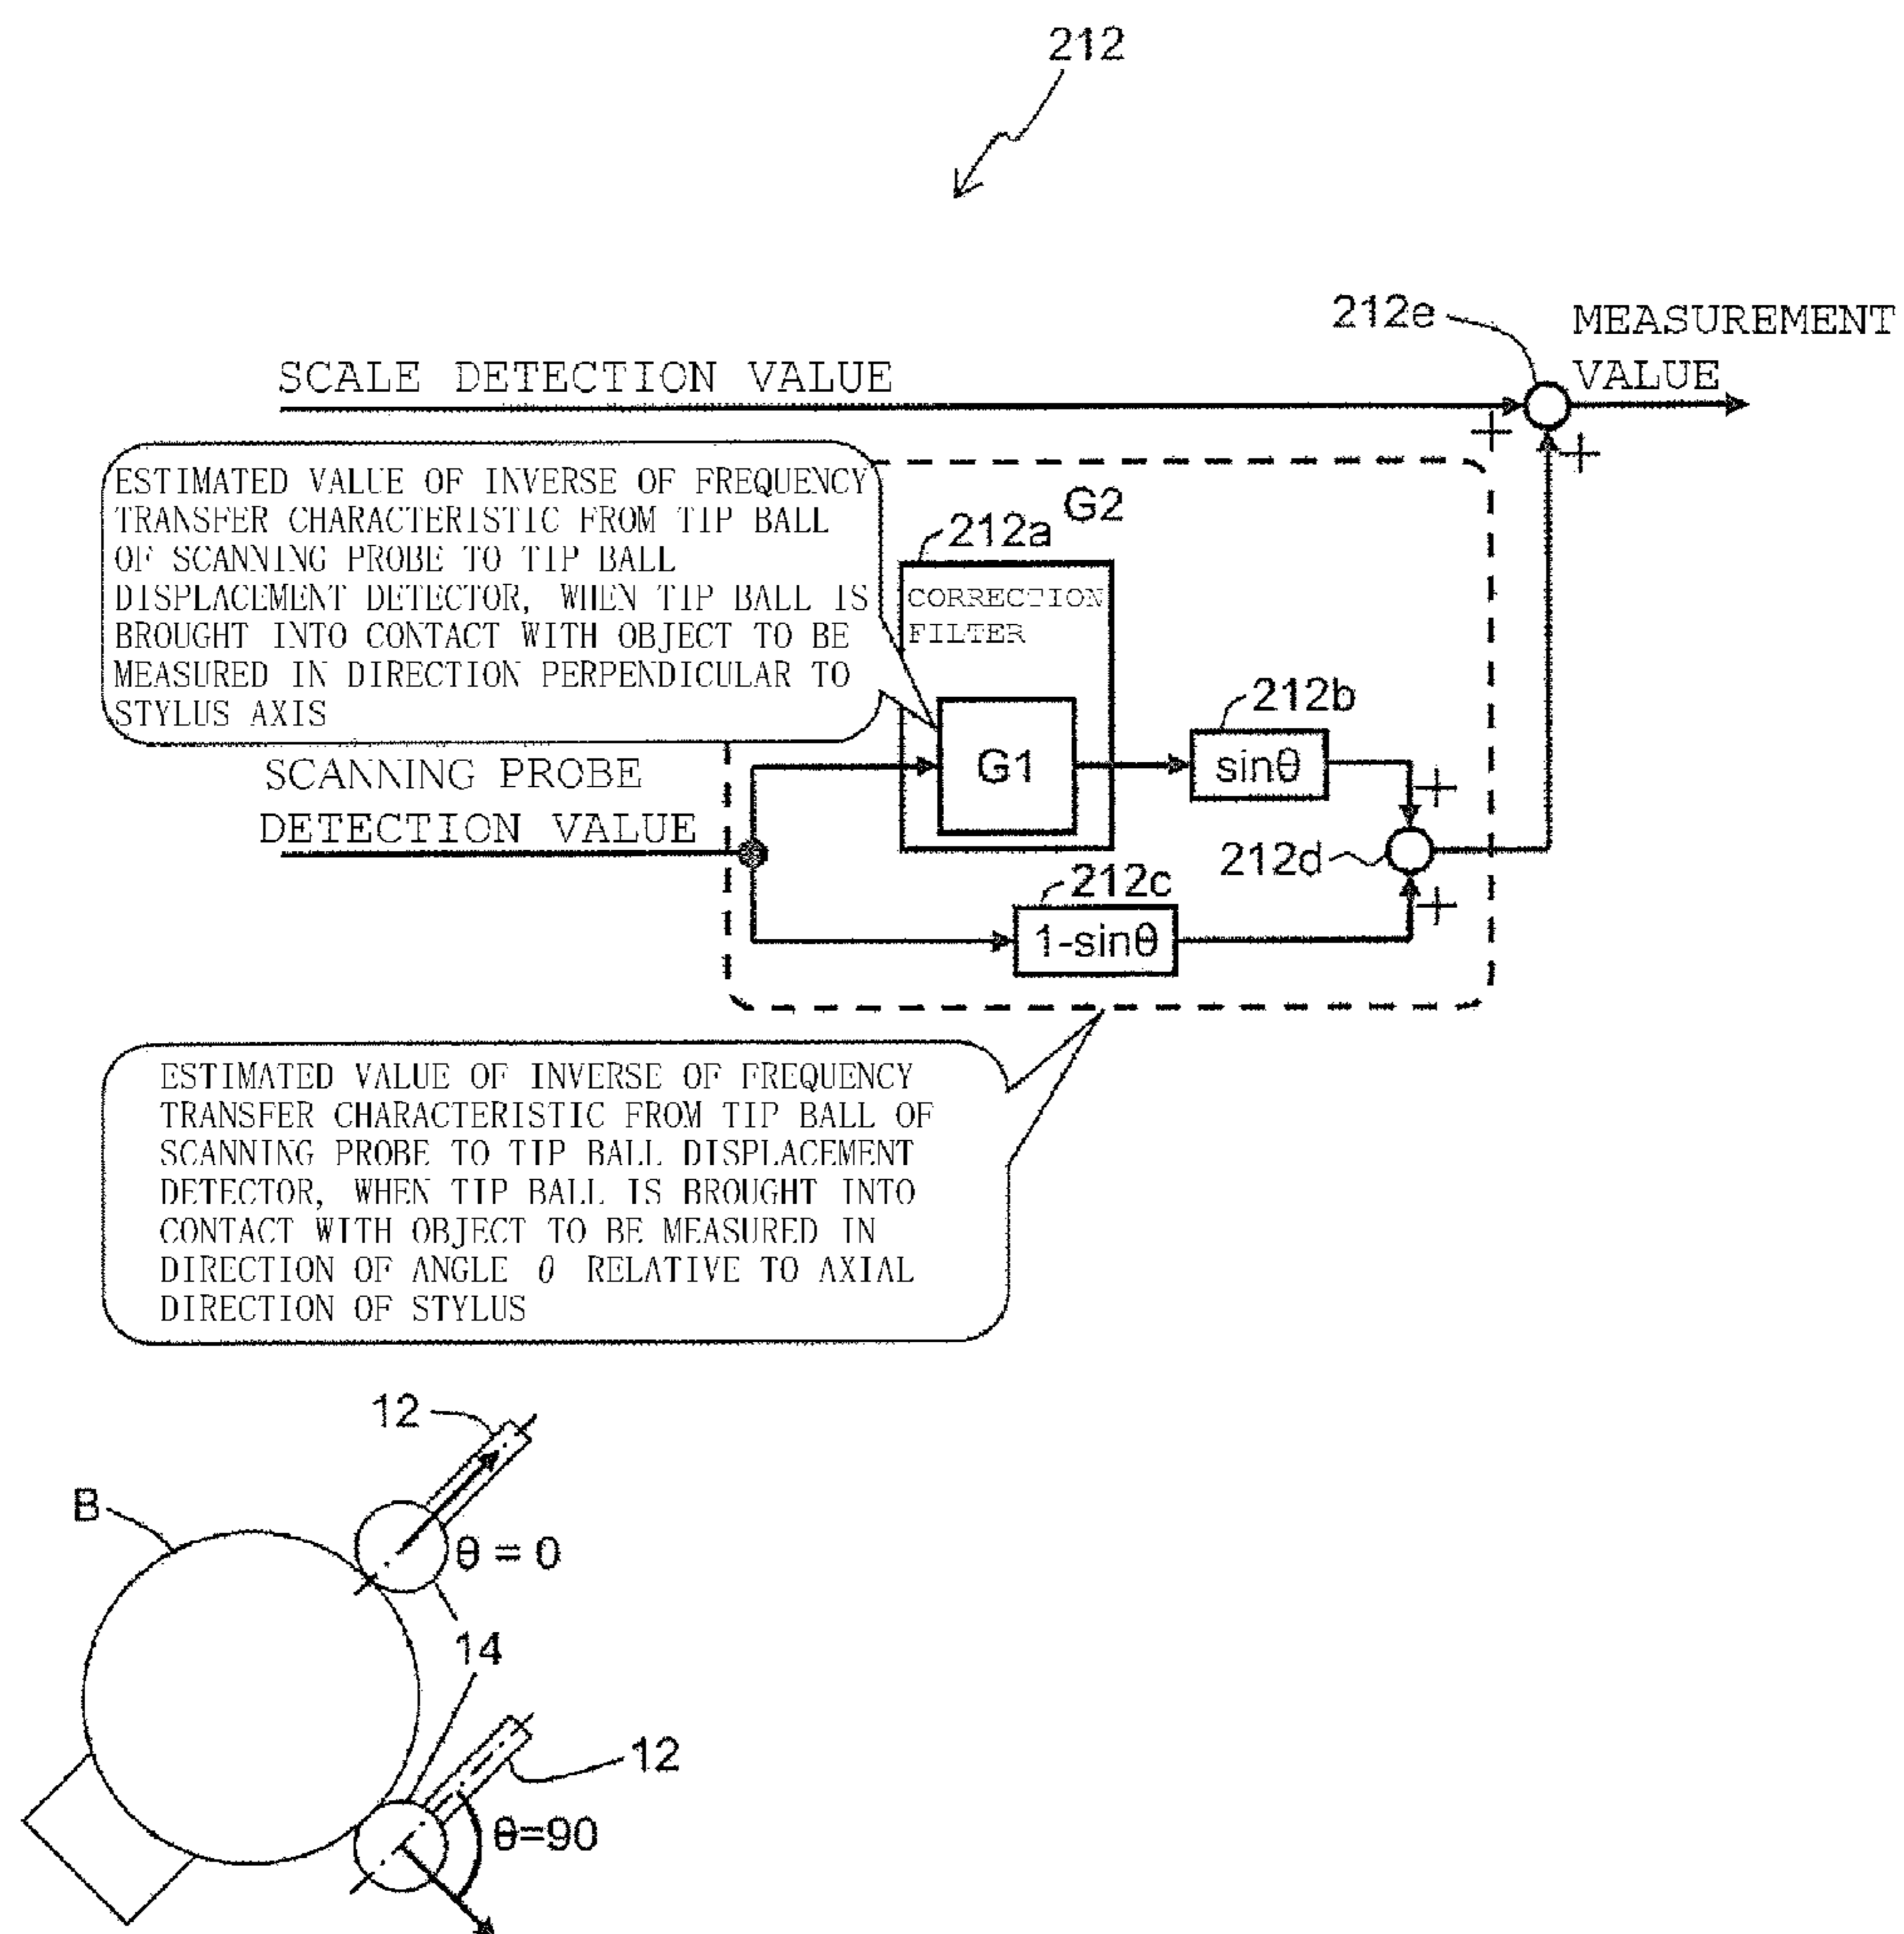 212
212e
MEASUREMENT
VALUE
SCALE DETECTION VALUE
+
+
ESTIMATED VALUE OF INVERSE OF FREQUENCY
TRANSFER CHARACTERISTIC FROM TIP BALL
OF SCANNING PROBE TO TIP BALL
DISPLACEMENT DETECTOR, WHEN TIP BALL IS
BROUGHT INTO CONTACT WITH OBJECT TO BE
MEASURED IN DIRECTION PERPENDICULAR TO
STYLUS AXIS
G2
212a
CORRECTION
FILTER
G1
212b
sinθ
+
SCANNING PROBE
DETECTION VALUE
212d
212c
+
1-sinθ
ESTIMATED VALUE OF INVERSE OF FREQUENCY
TRANSFER CHARACTERISTIC FROM TIP BALL OF
SCANNING PROBE TO TIP BALL DISPLACEMENT
DETECTOR, WHEN TIP BALL IS BROUGHT INTO
CONTACT WITH OBJECT TO BE MEASURED IN
DIRECTION OF ANGLE θ RELATIVE TO AXIAL
DIRECTION OF STYLUS
12
B
θ = 0
14
12
θ=90